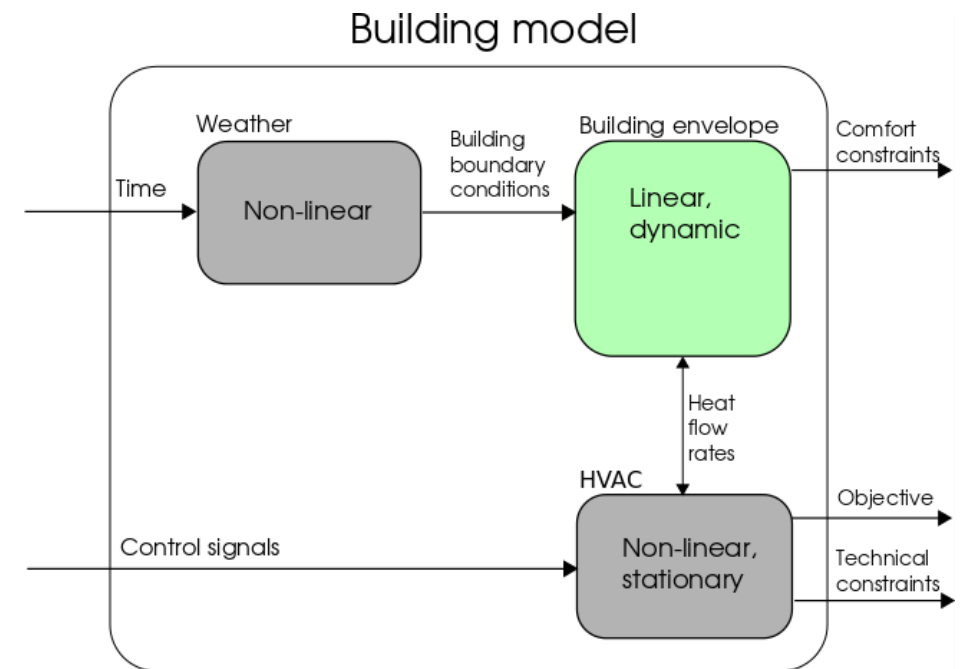 Building model
Weather
Building envelope
Comfort
constraints
Building
boundary
conditions
Time
Non-linear
Linear,
dynamic
Heat
flow
rates
HVAC
Objective
Control signals
Non-linear,
stationary
Technical
constraints